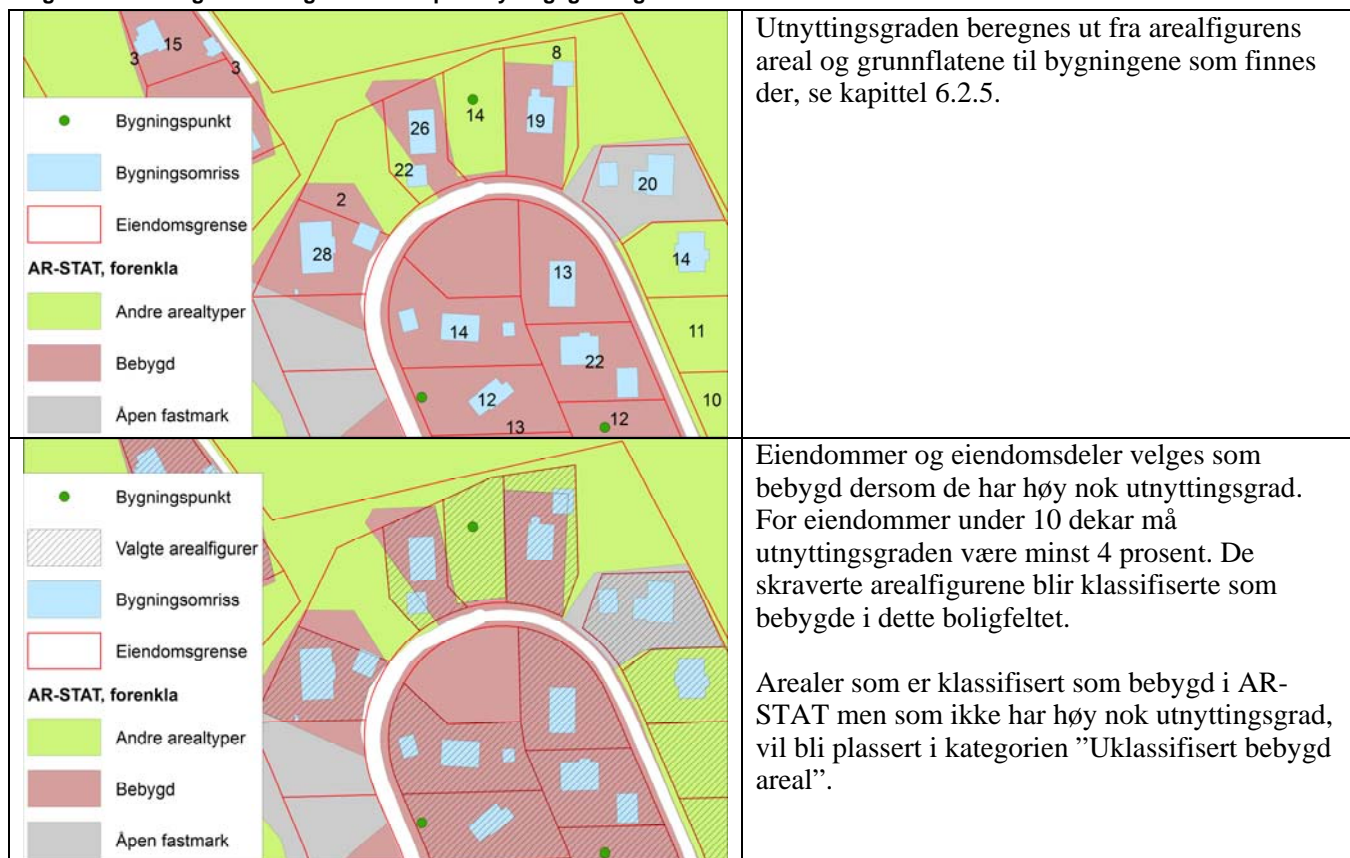 15
3
3
8
14
26
19
22
20
2
28
14
13
11
14
22
10
12
12
13
Bygningspunkt
Bygningsomriss
Eiendomsgrense
AR-STAT, forenkla
Andre arealtyper
Bebygd
Åpen fastmark
Utnyttingsgraden beregnes ut fra arealfigurens
areal og grunnflatene til bygningene som finnes
der, se kapittel 6.2.5.
Bygningspunkt
Valgte arealfigurer
Bygningsomriss
Eiendomsgrense
AR-STAT, forenkla
Andre arealtyper
Bebygd
Åpen fastmark
Eiendommer og eiendomsdeler velges som
bebygd dersom de har høy nok utnyttingsgrad.
For eiendommer under 10 dekar må
utnyttingsgraden være minst 4 prosent. De
skraverte arealfigurene blir klassifiserte som
bebygde i dette boligfeltet.
Arealer som er klassifisert som bebygd i AR-
STAT men som ikke har høy nok utnyttingsgrad,
vil bli plassert i kategorien ”Uklassifisert bebygd
areal”.